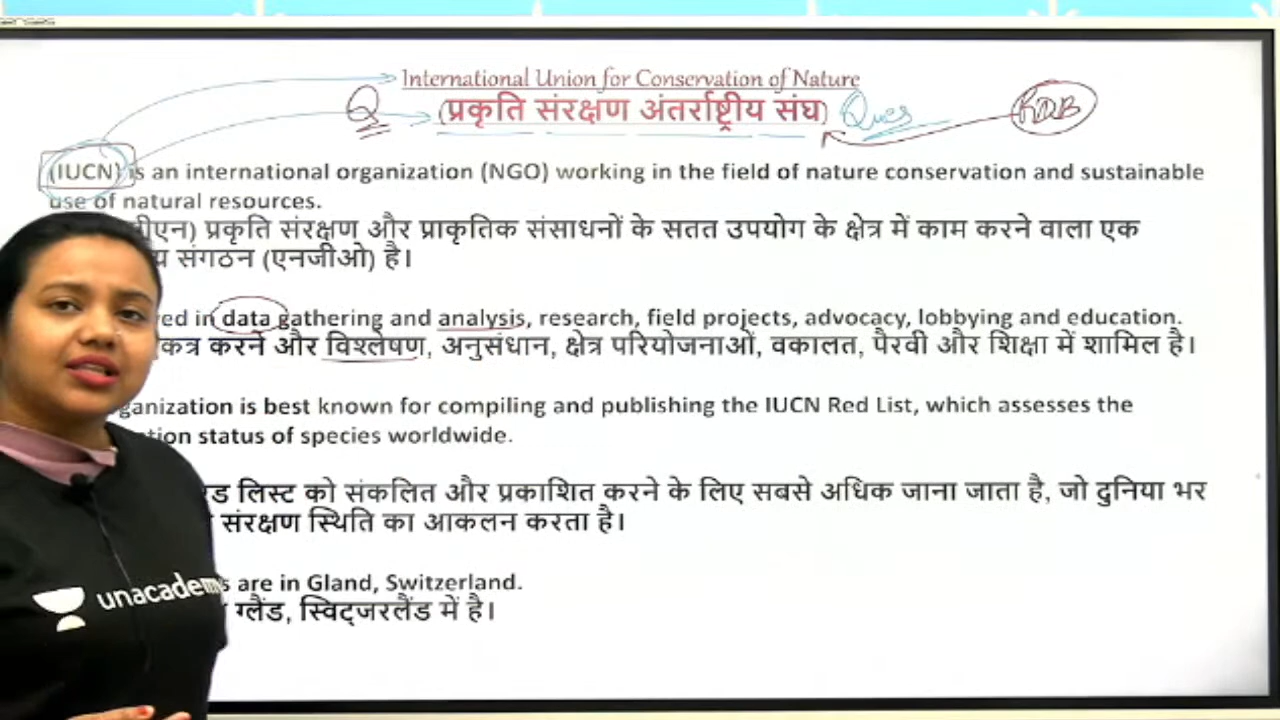 International Union for Conservation of Nature
Q (प्रकृति संरक्षण अंतर्राष्ट्रीय संघ) Ques RDB
(IUCN) is an international organization (NGO) working in the field of nature conservation and sustainable
use of natural resources.
प्रकृति संरक्षण और प्राकृतिक संसाधनों के सतत उपयोग के क्षेत्र में काम करने वाला एक
संगठन (एनजीओ) है।
in data gathering and analysis, research, field projects, advocacy, lobbying and education.
करने और विश्लेषण, अनुसंधान, क्षेत्र परियोजनाओं, वकालत, पैरवी और शिक्षा में शामिल है।
is best known for compiling and publishing the IUCN Red List, which assesses the
status of species worldwide.
लिस्ट को संकलित और प्रकाशित करने के लिए सबसे अधिक जाना जाता है, जो दुनिया भर
संरक्षण स्थिति का आकलन करता है।
are in Gland, Switzerland.
ग्लैंड, स्विट्जरलैंड में है।
unacademy